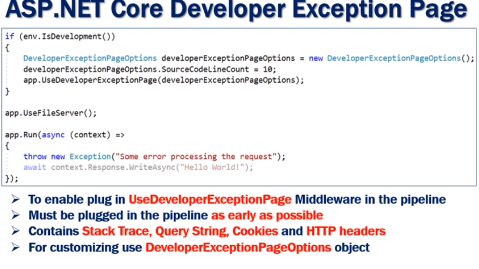 ASP.NET Core Developer Exception Page
if (env.IsDevelopment())
{
DeveloperExceptionPageOptions developerExceptionPageOptions = new DeveloperExceptionPageOptions();
developerExceptionPageOptions.SourceCodeLineCount = 10;
app.UseDeveloperExceptionPage(developerExceptionPageOptions);
}
app.UseFileServer();
app.Run(async (context) =>
{
throw new Exception("Some error processing the request");
await context.Response.WriteAsync("Hello World!");
});
➤ To enable plug in UseDeveloperExceptionPage Middleware in the pipeline
➤ Must be plugged in the pipeline as early as possible
➤ Contains Stack Trace, Query String, Cookies and HTTP headers
➤ For customizing use DeveloperExceptionPageOptions object